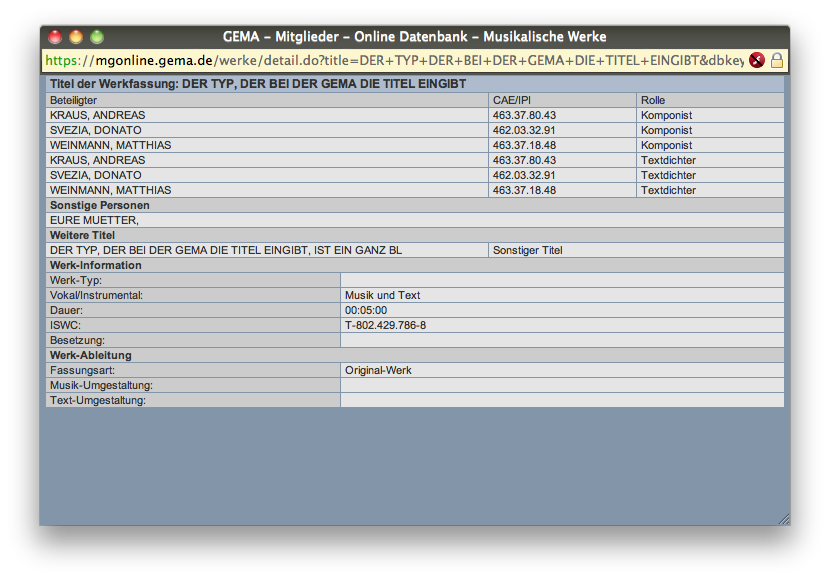 GEMA – Mitglieder – Online Datenbank – Musikalische Werke
https://mgonline.gema.de/werke/detail.do?title=DER+TYP+DER+BEI+DER+GEMA+DIE+TITEL+EINGIBT&dbkey
Titel der Werkfassung: DER TYP, DER BEI DER GEMA DIE TITEL EINGIBT
Beteiligter CAE/IPI Rolle
KRAUS, ANDREAS 463.37.80.43 Komponist
SVEZIA, DONATO 462.03.32.91 Komponist
WEINMANN, MATTHIAS 463.37.18.48 Komponist
KRAUS, ANDREAS 463.37.80.43 Textdichter
SVEZIA, DONATO 462.03.32.91 Textdichter
WEINMANN, MATTHIAS 463.37.18.48 Textdichter
Sonstige Personen
EURE MUETTER,
Weitere Titel
DER TYP, DER BEI DER GEMA DIE TITEL EINGIBT, IST EIN GANZ BL Sonstiger Titel
Werk-Information
Werk-Typ:
Vokal/Instrumental: Musik und Text
Dauer: 00:05:00
ISWC: T-802.429.786-8
Besetzung:
Werk-Ableitung
Fassungsart: Original-Werk
Musik-Umgestaltung:
Text-Umgestaltung: